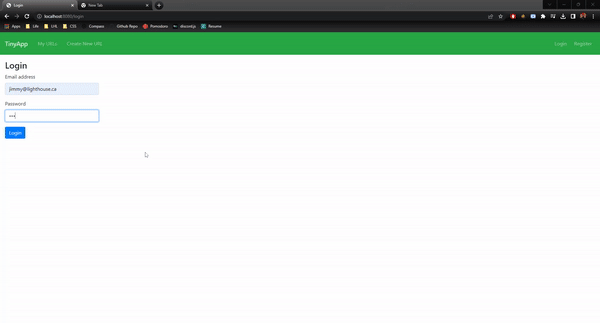 Login
New Tab
localhost:8080/login
Apps Life LHL CSS Compass Github Repo Pomodoro discord.js Resume
TinyApp My URLs Create New URL Login Register
Login
Email address
jimmy@lighthouse.ca
Password
•••
Login